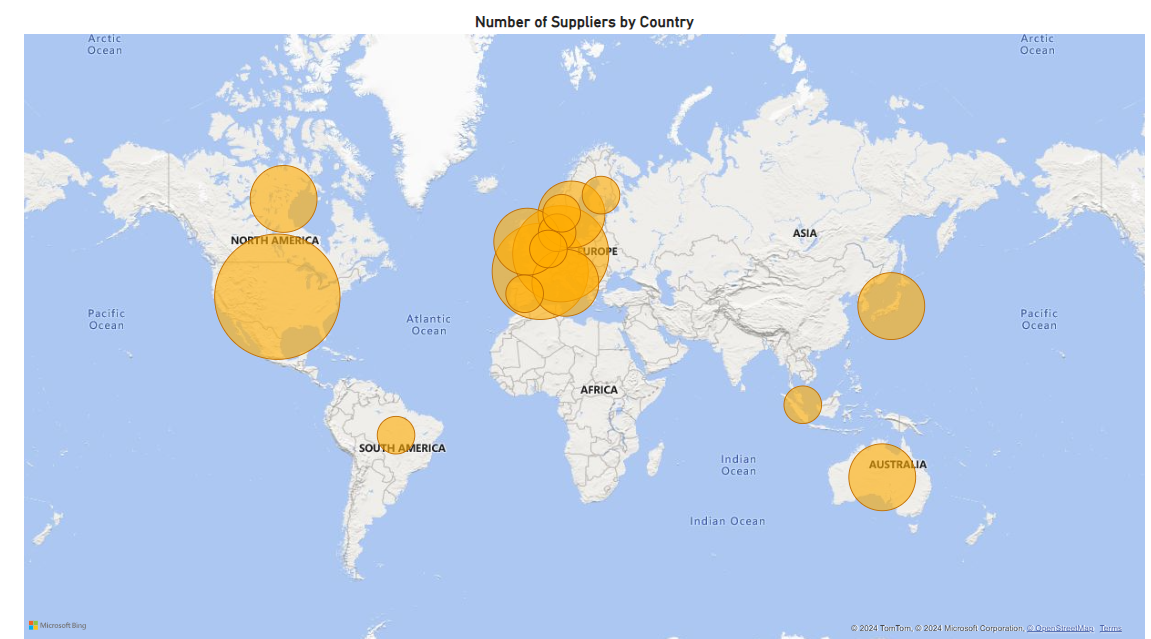 Number of Suppliers by Country
Arctic
Ocean
Arctic
Ocean
NORTH AMERICA
ASIA
UROPE
Pacific
Ocean
Atlantic
Ocean
Pacific
Ocean
AFRICA
SOUTH AMERICA
Indian
Ocean
AUSTRALIA
Indian Ocean
Microsoft Bing
© 2024 TomTom, © 2024 Microsoft Corporation, © OpenStreetMap Terms